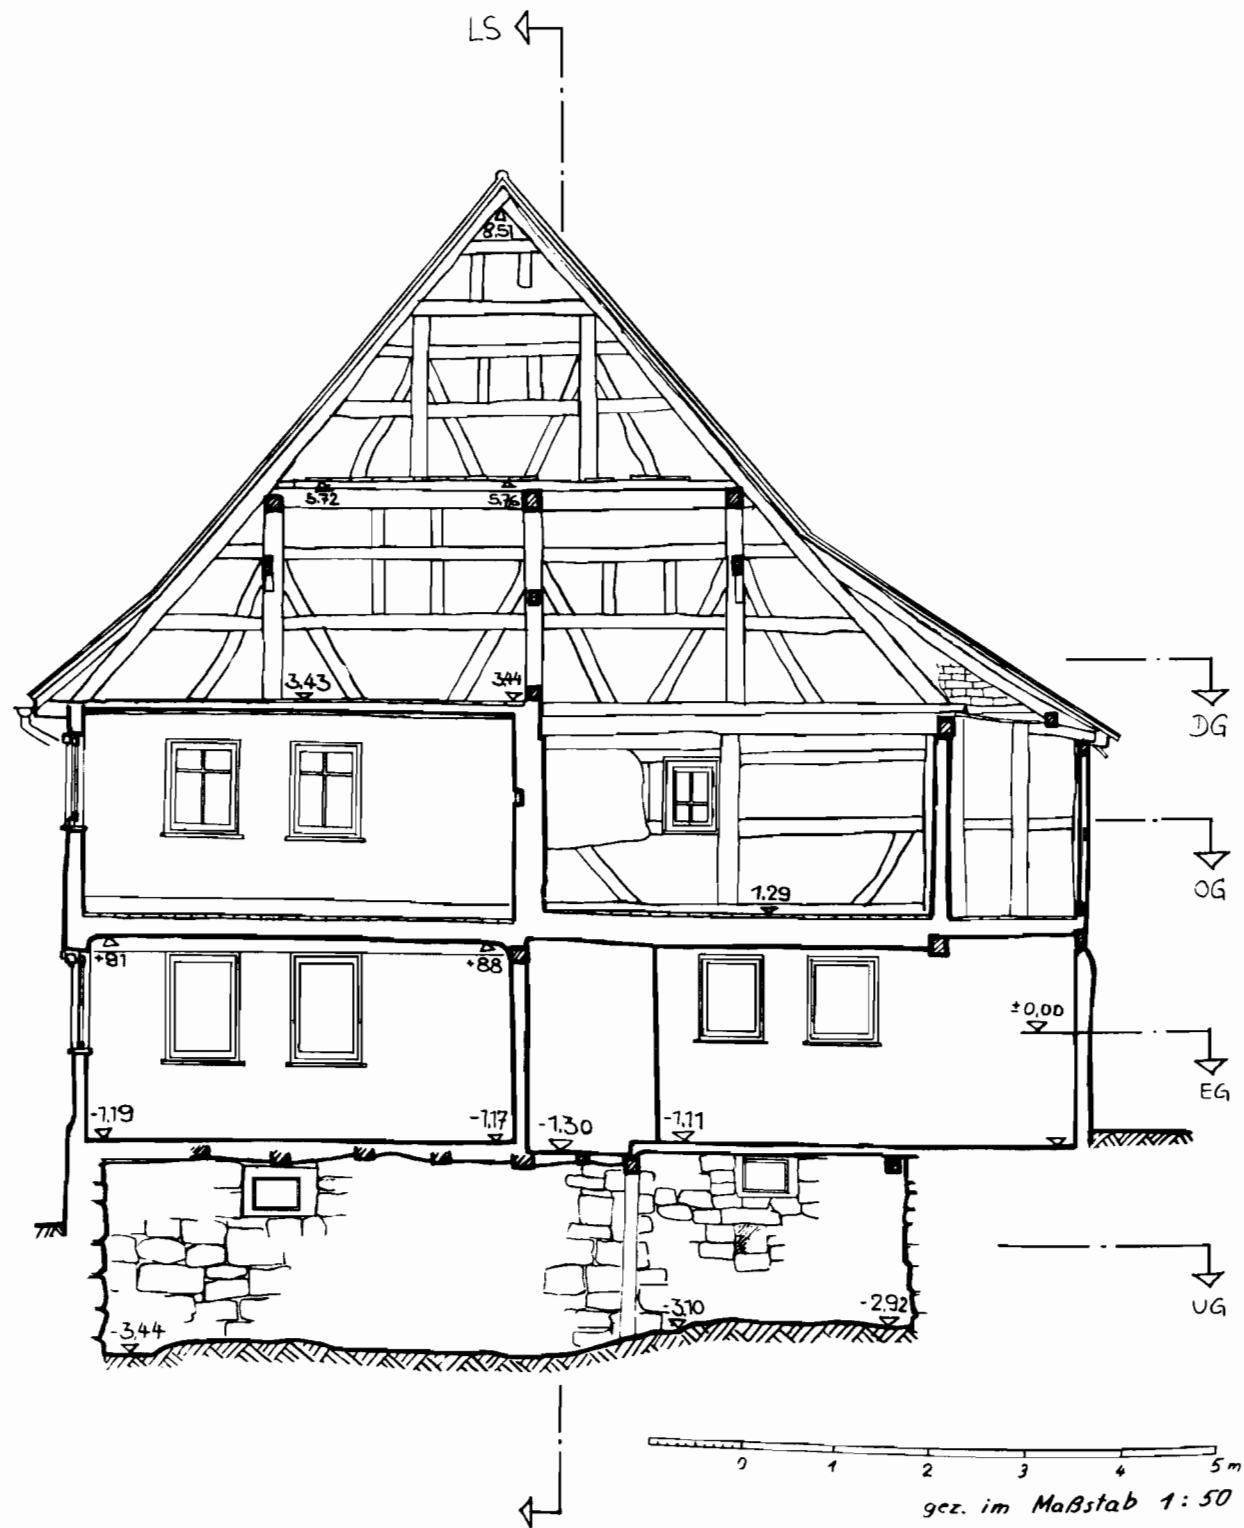 LS
8.51
5.72 5.76
3.43 3.44
DG
1.29
OG
+81 +88
±0,00
EG
-1,19 -1,17 -1.30 -1,11
UG
-3,44 -3,10 -2,92
0 1 2 3 4 5 m
gez. im Maßstab 1 : 50